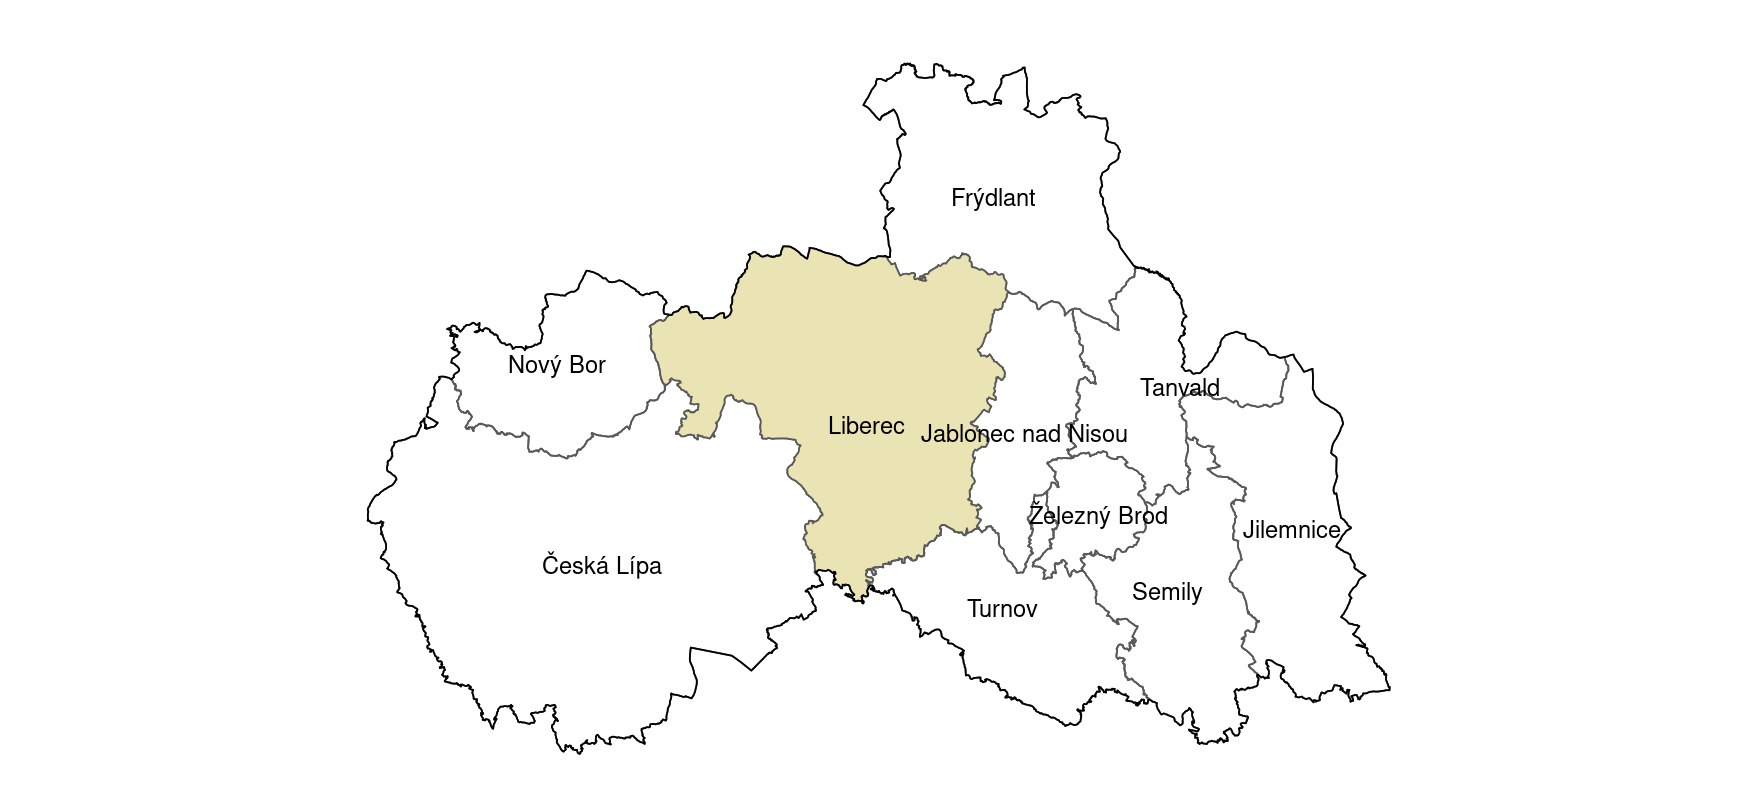 Frýdlant
Nový Bor
Tanvald
Liberec
Jablonec nad Nisou
Železný Brod
Jilemnice
Česká Lípa
Semily
Turnov